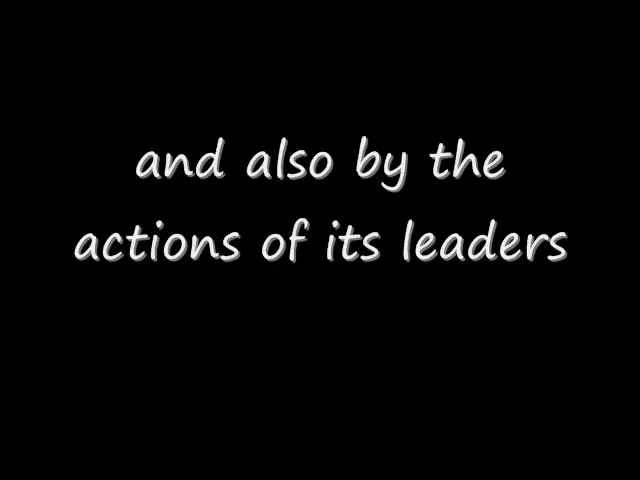 and also by the
actions of its leaders